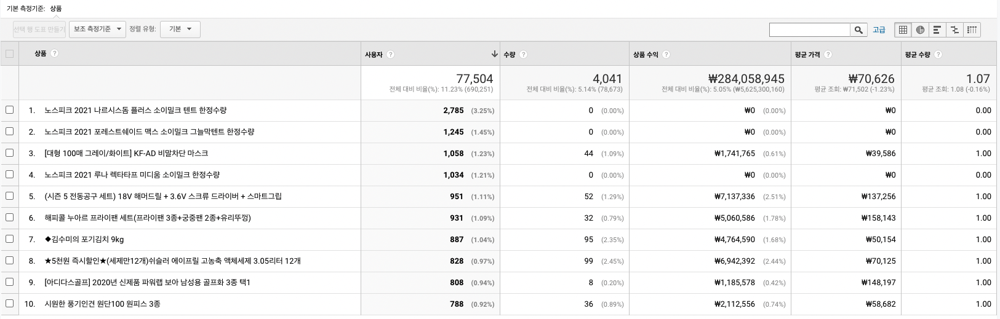 기본 측정기준: 상품
선택 행 도표 만들기 보조 측정기준 정렬 유형: 기본 고급
상품 ? 사용자 ? 수량 ? 상품 수익 ? 평균 가격 ? 평균 수량 ?
77,504 4,041 ₩284,058,945 ₩70,626 1.07
전체 대비 비율(%): 11.23% (690,251) 전체 대비 비율(%): 5.14% (78,673) 전체 대비 비율(%): 5.05% (₩5,625,300,160) 평균 조회: ₩71,502 (-1.23%) 평균 조회: 1.08 (-0.16%)
1. 노스피크 2021 나르시스돔 플러스 소이밀크 텐트 한정수량 2,785 (3.25%) 0 (0.00%) ₩0 (0.00%) ₩0 0.00
2. 노스피크 2021 포레스트쉐이드 맥스 소이밀크 그늘막텐트 한정수량 1,245 (1.45%) 0 (0.00%) ₩0 (0.00%) ₩0 0.00
3. [대형 100매 그레이/화이트] KF-AD 비말차단 마스크 1,058 (1.23%) 44 (1.09%) ₩1,741,765 (0.61%) ₩39,586 1.00
4. 노스피크 2021 루나 렉타타프 미디움 소이밀크 한정수량 1,034 (1.21%) 0 (0.00%) ₩0 (0.00%) ₩0 0.00
5. (시즌 5 전동공구 세트) 18V 해머드릴 + 3.6V 스크류 드라이버 + 스마트그립 951 (1.11%) 52 (1.29%) ₩7,137,336 (2.51%) ₩137,256 1.00
6. 해피콜 누아르 프라이팬 세트(프라이팬 3종+궁중팬 2종+유리뚜껑) 931 (1.09%) 32 (0.79%) ₩5,060,586 (1.78%) ₩158,143 1.00
7. ◆김수미의 포기김치 9kg 887 (1.04%) 95 (2.35%) ₩4,764,590 (1.68%) ₩50,154 1.00
8. ★5천원 즉시할인★(세제만12개)쉬슬러 에이프릴 고농축 액체세제 3.05리터 12개 828 (0.97%) 99 (2.45%) ₩6,942,392 (2.44%) ₩70,125 1.00
9. [아디다스골프] 2020년 신제품 파워랩 보아 남성용 골프화 3종 택1 808 (0.94%) 8 (0.20%) ₩1,185,578 (0.42%) ₩148,197 1.00
10. 시원한 풍기인견 원단100 원피스 3종 788 (0.92%) 36 (0.89%) ₩2,112,556 (0.74%) ₩58,682 1.00